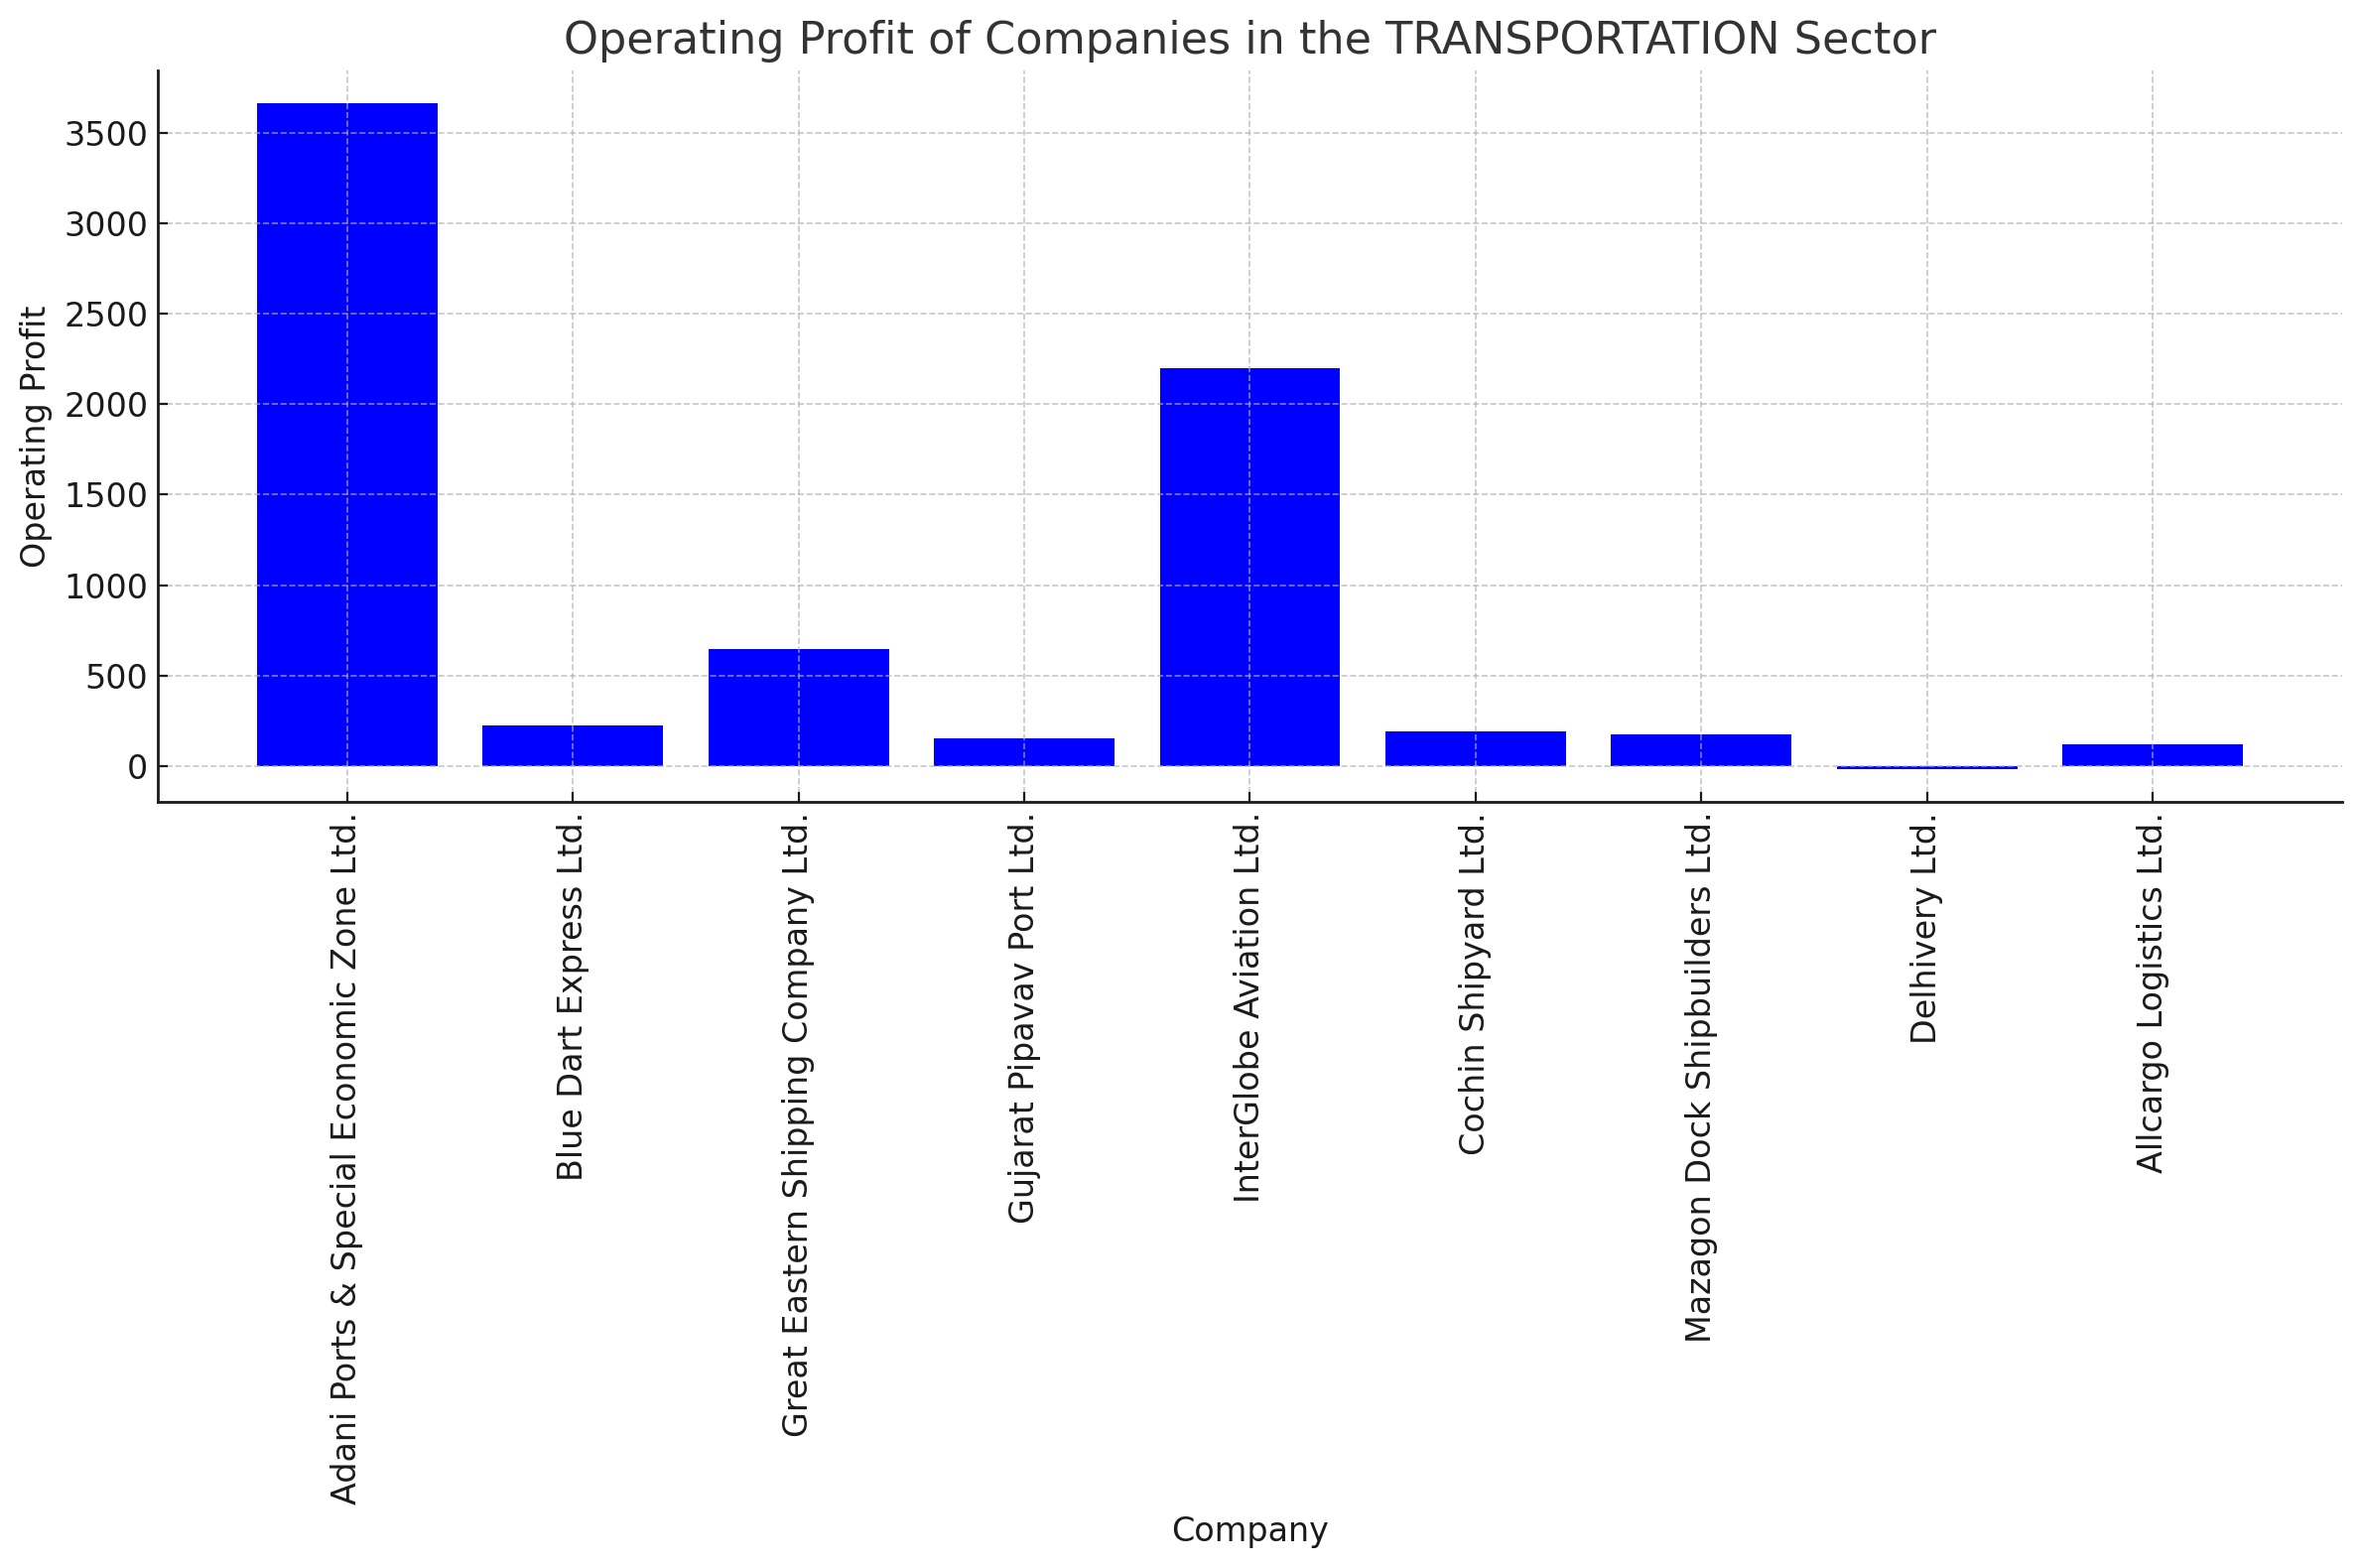 Operating Profit of Companies in the TRANSPORTATION Sector
Operating Profit
3500
3000
2500
2000
1500
1000
500
0
Adani Ports & Special Economic Zone Ltd.
Blue Dart Express Ltd.
Great Eastern Shipping Company Ltd.
Gujarat Pipavav Port Ltd.
InterGlobe Aviation Ltd.
Cochin Shipyard Ltd.
Mazagon Dock Shipbuilders Ltd.
Delhivery Ltd.
Allcargo Logistics Ltd.
Company